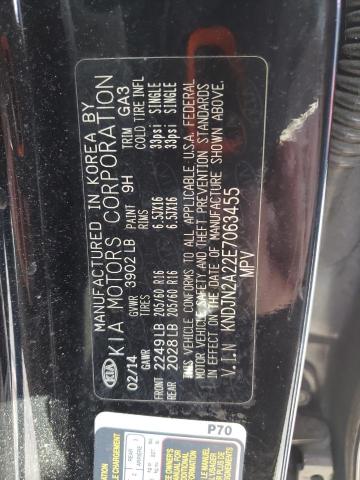 MANUFACTURED IN KOREA BY
KIA KIA MOTORS CORPORATION
02/14 GVWR 3902 LB PAINT 9H TRIM GA3
GAWR TIRES RIMS COLD TIRE INFL
FRONT 2249 LB 205/60 R16 6.5JX16 33psi SINGLE
REAR 2028 LB 205/60 R16 6.5JX16 33psi SINGLE
THIS VEHICLE CONFORMS TO ALL APPLICABLE U.S.A. FEDERAL
MOTOR VEHICLE SAFETY AND THEFT PREVENTION STANDARDS
IN EFFECT ON THE DATE OF MANUFACTURE SHOWN ABOVE.
V.I.N KNDJN2A22E7063455
MPV
P70
REAR
ARRIERE